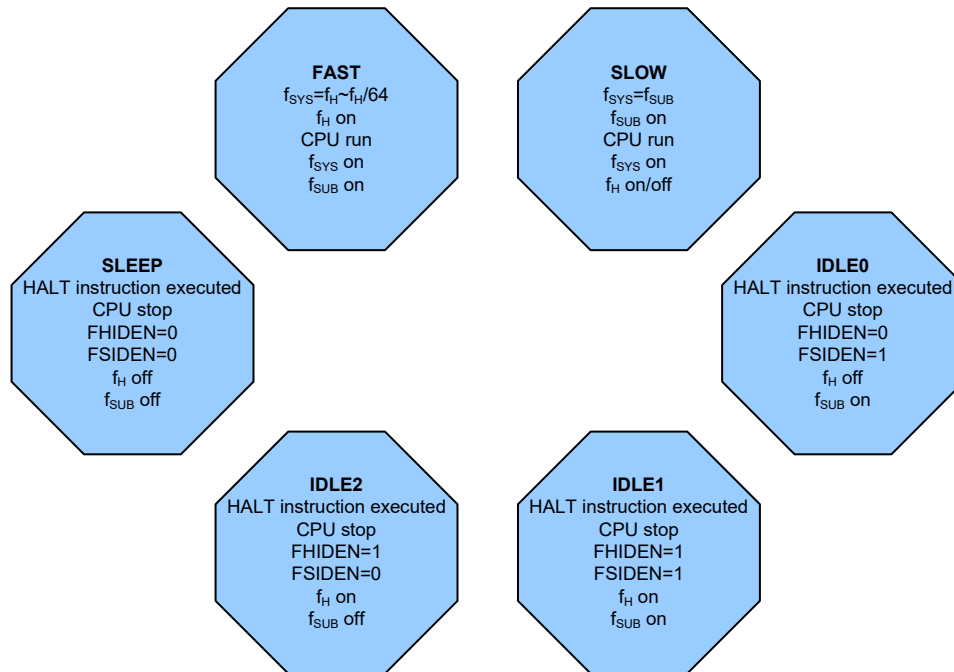 FAST
fSYS=fH~fH/64
fH on
CPU run
fSYS on
fSUB on
SLOW
fSYS=fSUB
fSUB on
CPU run
fSYS on
fH on/off
SLEEP
HALT instruction executed
CPU stop
FHIDEN=0
FSIDEN=0
fH off
fSUB off
IDLE0
HALT instruction executed
CPU stop
FHIDEN=0
FSIDEN=1
fH off
fSUB on
IDLE2
HALT instruction executed
CPU stop
FHIDEN=1
FSIDEN=0
fH on
fSUB off
IDLE1
HALT instruction executed
CPU stop
FHIDEN=1
FSIDEN=1
fH on
fSUB on